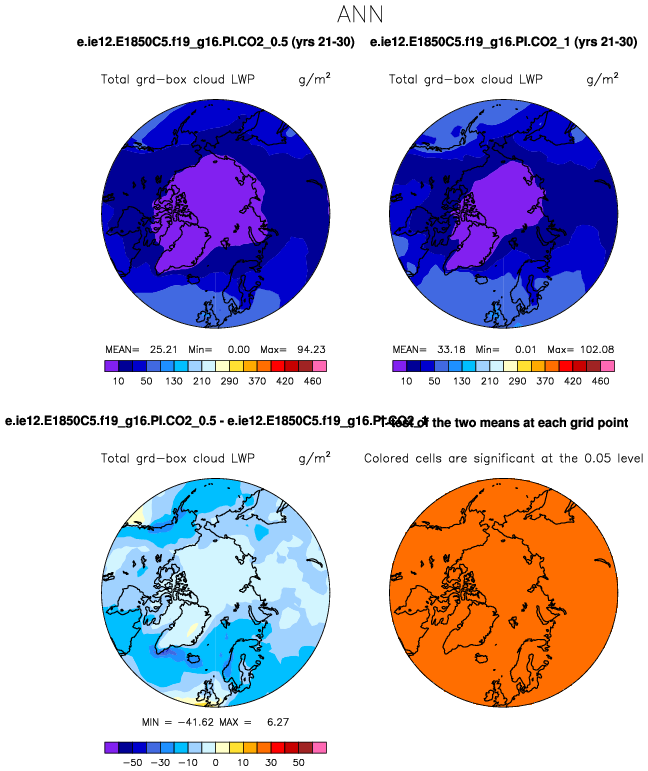 ANN
e.ie12.E1850C5.f19_g16.PI.CO2_0.5 (yrs 21-30)
e.ie12.E1850C5.f19_g16.PI.CO2_1 (yrs 21-30)
Total grd-box cloud LWP g/m²
Total grd-box cloud LWP g/m²
MEAN= 25.21 Min= 0.00 Max= 94.23
MEAN= 33.18 Min= 0.01 Max= 102.08
10 50 130 210 290 370 420 460
10 50 130 210 290 370 420 460
e.ie12.E1850C5.f19_g16.PI.CO2_0.5 - e.ie12.E1850C5.f19_g16.PI.CO2_1
T-test of the two means at each grid point
Total grd-box cloud LWP g/m²
Colored cells are significant at the 0.05 level
MIN = -41.62 MAX = 6.27
-50 -30 -10 0 10 30 50